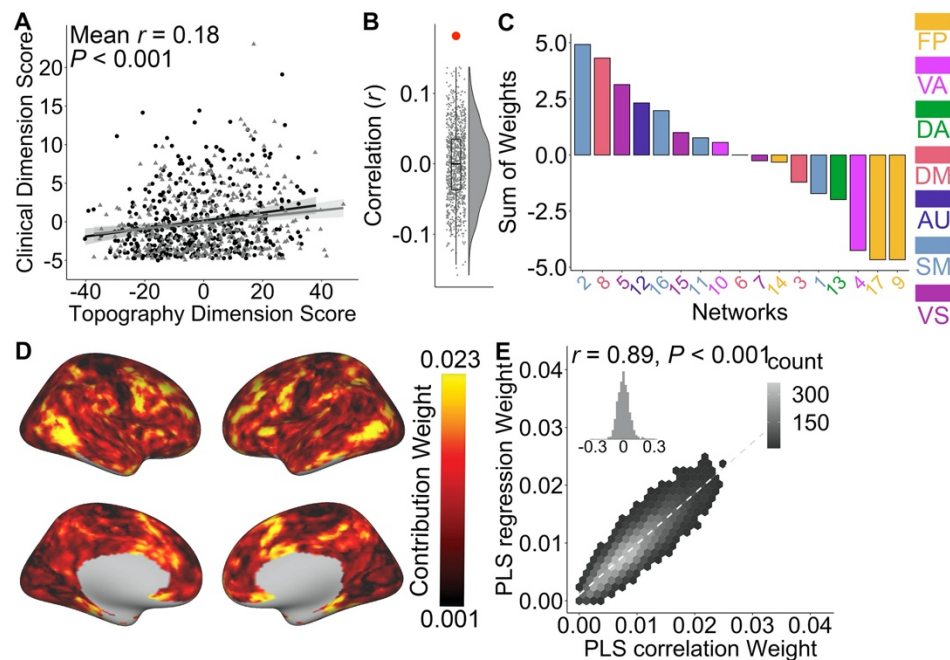 A
Mean r = 0.18
P < 0.001
Clinical Dimension Score
20
15
10
5
0
-5
-40
-20
0
20
40
Topography Dimension Score
B
Correlation (r)
0.1
0.0
-0.1
C
Sum of Weights
5.0
2.5
0.0
-2.5
-5.0
2 8 5 12 16 15 11 10 6 7 14 3 1 13 4 17 9
Networks
FP
VA
DA
DM
AU
SM
VS
D
0.023
Contribution Weight
0.001
E
r = 0.89, P < 0.001
count
300
150
-0.3 0 0.3
PLS regression Weight
0.04
0.03
0.02
0.01
0.00
0.00 0.01 0.02 0.03 0.04
PLS correlation Weight